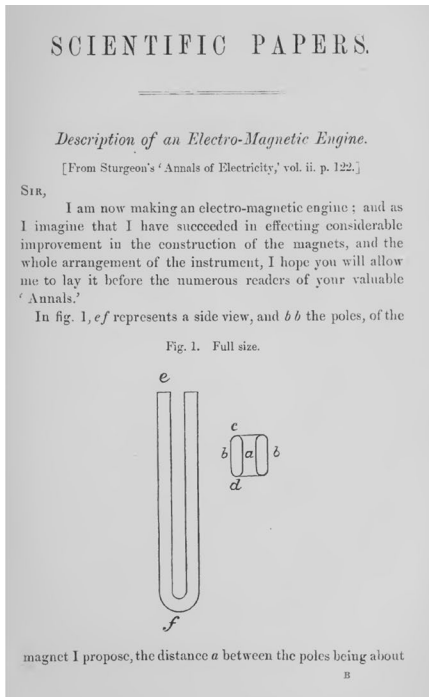 SCIENTIFIC PAPERS.
Description of an Electro-Magnetic Engine.
[From Sturgeon's 'Annals of Electricity,' vol. ii. p. 122.]
SIR,
I am now making an electro-magnetic engine; and as
I imagine that I have succeeded in effecting considerable
improvement in the construction of the magnets, and the
whole arrangement of the instrument, I hope you will allow
me to lay it before the numerous readers of your valuable
'Annals.'
In fig. 1, e f represents a side view, and b b the poles, of the
Fig. 1. Full size.
e
c
b a b
d
f
magnet I propose, the distance a between the poles being about
B